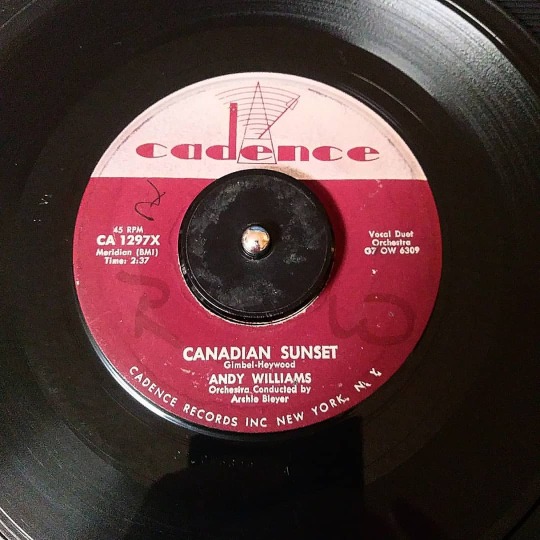 cadence
45 RPM
CA 1297X
Meridian (BMI)
Time: 2:37
Vocal Duet
Orchestra
G7 OW 6309
CANADIAN SUNSET
Gimbel-Heywood
ANDY WILLIAMS
Orchestra Conducted by
Archie Bleyer
CADENCE RECORDS INC NEW YORK, N Y